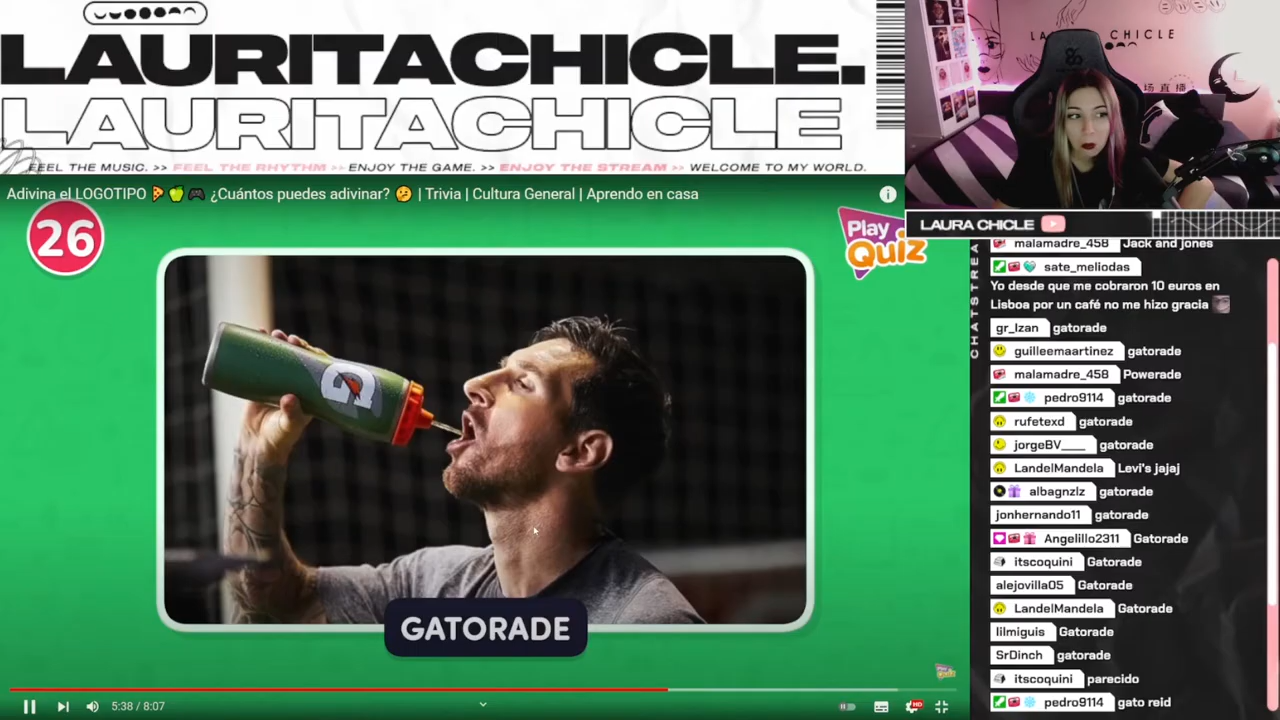 LAURITACHICLE.
LAURITACHICLE
FEEL THE MUSIC. >> FEEL THE RHYTHM >> ENJOY THE GAME. >> ENJOY THE STREAM >> WELCOME TO MY WORLD.
Adivina el LOGOTIPO 🍕🍏🎮 ¿Cuántos puedes adivinar? 🤔 | Trivia | Cultura General | Aprendo en casa
26
Play
Quiz
G
GATORADE
5:38 / 8:07
HD
LA CHICLE
LAURA CHICLE
CHATSTREA
malamadre_458 Jack and jones
sate_meliodas
Yo desde que me cobraron 10 euros en
Lisboa por un café no me hizo gracia
gr_Izan gatorade
guilleemaartinez gatorade
malamadre_458 Powerade
pedro9114 gatorade
rufetexd gatorade
jorgeBV____ gatorade
LandelMandela Levi's jajaj
albagnzlz gatorade
jonhernando11 gatorade
Angelillo2311 Gatorade
itscoquini Gatorade
alejovilla05 Gatorade
LandelMandela Gatorade
lilmiguis Gatorade
SrDinch gatorade
itscoquini parecido
pedro9114 gato reid